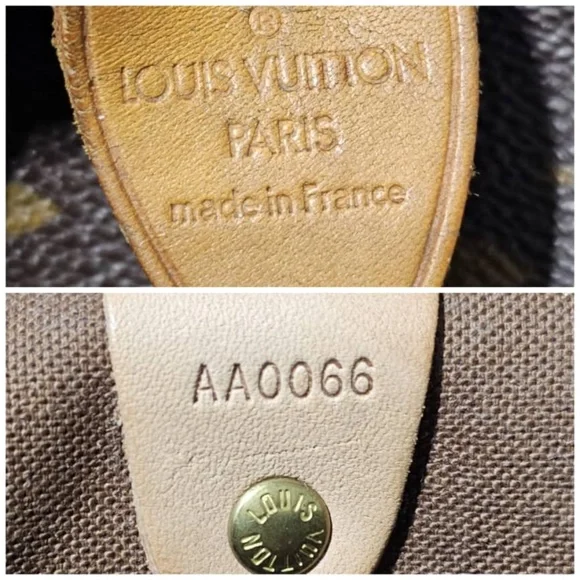 ®
LOUIS VUITTON
PARIS
made in France
AA0066
LOUIS VUITTON